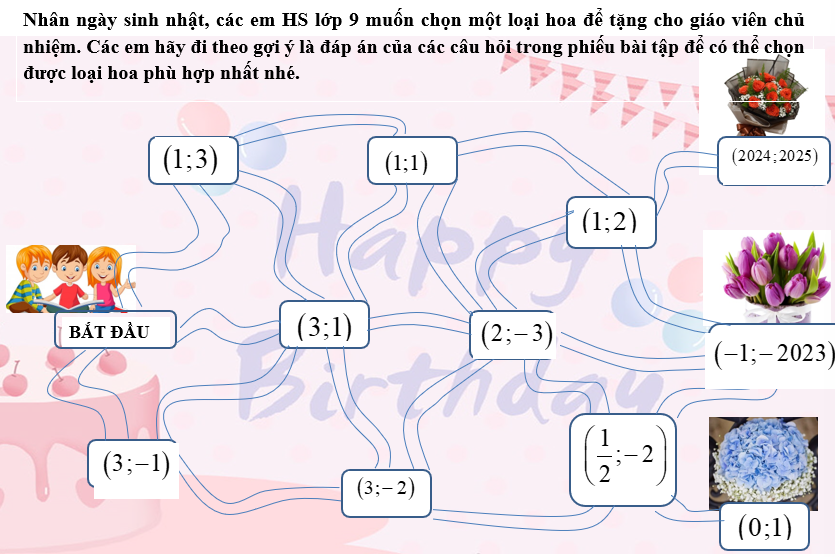 Nhân ngày sinh nhật, các em HS lớp 9 muốn chọn một loại hoa để tặng cho giáo viên chủ
nhiệm. Các em hãy đi theo gợi ý là đáp án của các câu hỏi trong phiếu bài tập để có thể chọn
được loại hoa phù hợp nhất nhé.
(1;3)
(1;1)
(2024;2025)
(1;2)
Happy
BẮT ĐẦU
(3;1)
(2;−3)
(−1;−2023)
Birthday
(3;−1)
(1/2;−2)
(3;−2)
(0;1)